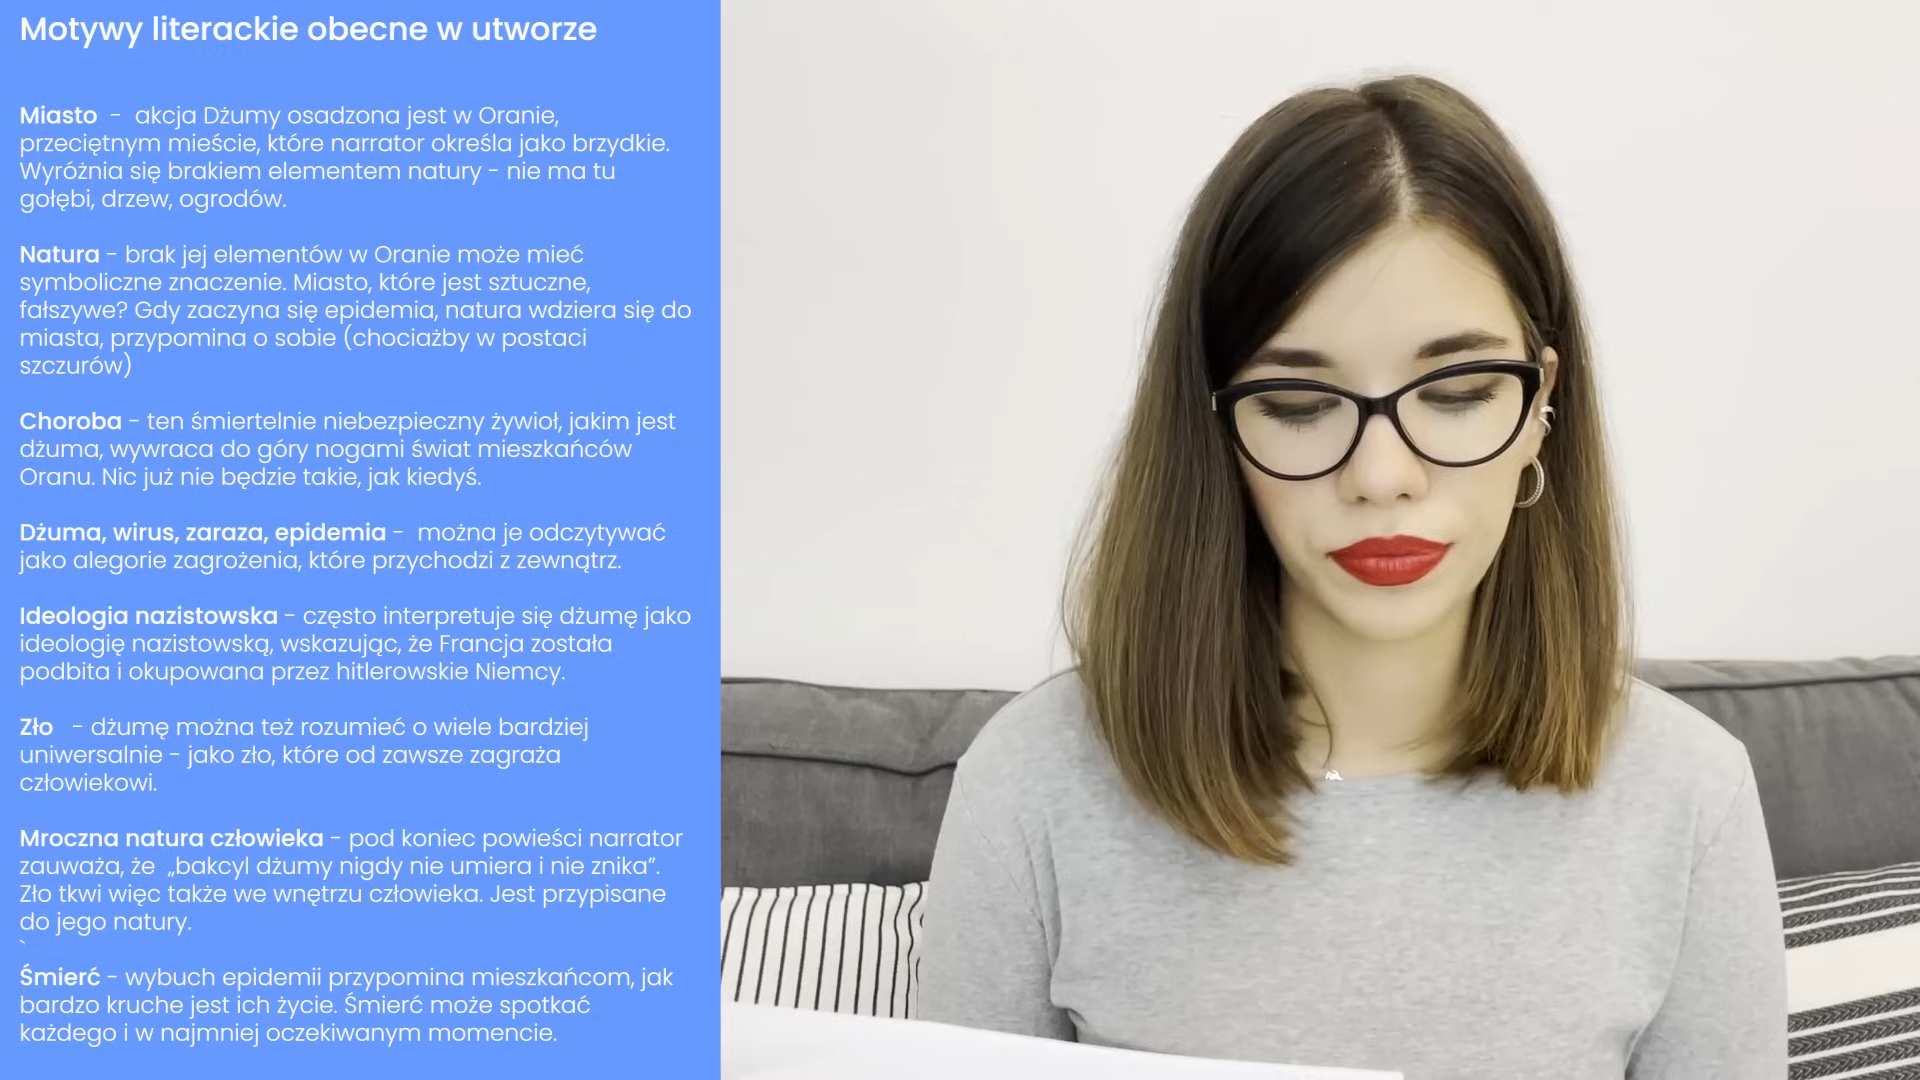 Motywy literackie obecne w utworze
Miasto - akcja Dżumy osadzona jest w Oranie,
przeciętnym mieście, które narrator określa jako brzydkie.
Wyróżnia się brakiem elementem natury - nie ma tu
gołębi, drzew, ogrodów.
Natura - brak jej elementów w Oranie może mieć
symboliczne znaczenie. Miasto, które jest sztuczne,
fałszywe? Gdy zaczyna się epidemia, natura wdziera się do
miasta, przypomina o sobie (chociażby w postaci
szczurów)
Choroba - ten śmiertelnie niebezpieczny żywioł, jakim jest
dżuma, wywraca do góry nogami świat mieszkańców
Oranu. Nic już nie będzie takie, jak kiedyś.
Dżuma, wirus, zaraza, epidemia - można je odczytywać
jako alegorie zagrożenia, które przychodzi z zewnątrz.
Ideologia nazistowska - często interpretuje się dżumę jako
ideologię nazistowską, wskazując, że Francja została
podbita i okupowana przez hitlerowskie Niemcy.
Zło - dżumę można też rozumieć o wiele bardziej
uniwersalnie - jako zło, które od zawsze zagraża
człowiekowi.
Mroczna natura człowieka - pod koniec powieści narrator
zauważa, że „bakcyl dżumy nigdy nie umiera i nie znika”.
Zło tkwi więc także we wnętrzu człowieka. Jest przypisane
do jego natury.
`
Śmierć - wybuch epidemii przypomina mieszkańcom, jak
bardzo kruche jest ich życie. Śmierć może spotkać
każdego i w najmniej oczekiwanym momencie.